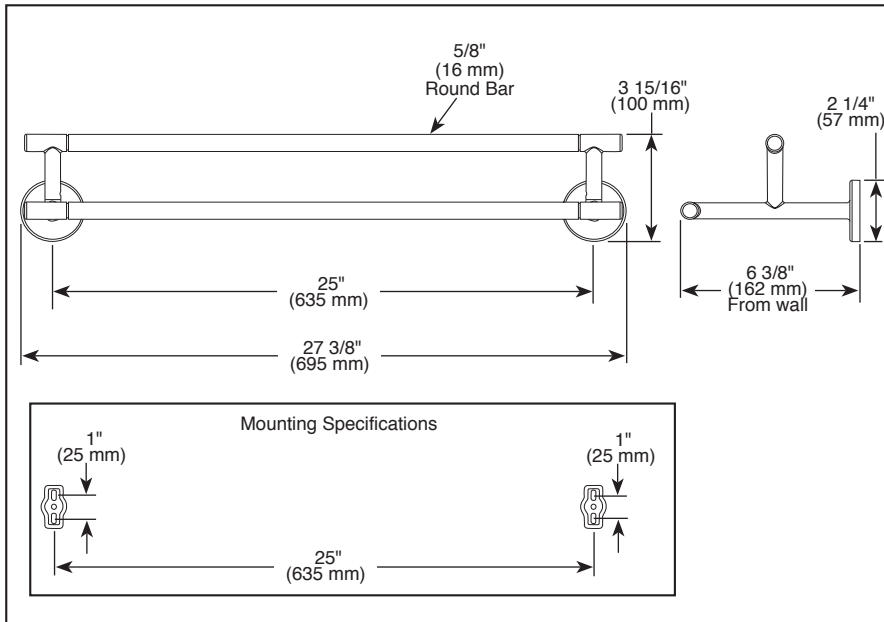 5/8"
(16 mm)
Round Bar
3 15/16"
(100 mm)
2 1/4"
(57 mm)
25"
(635 mm)
6 3/8"
(162 mm)
From wall
27 3/8"
(695 mm)
Mounting Specifications
1"
(25 mm)
1"
(25 mm)
25"
(635 mm)